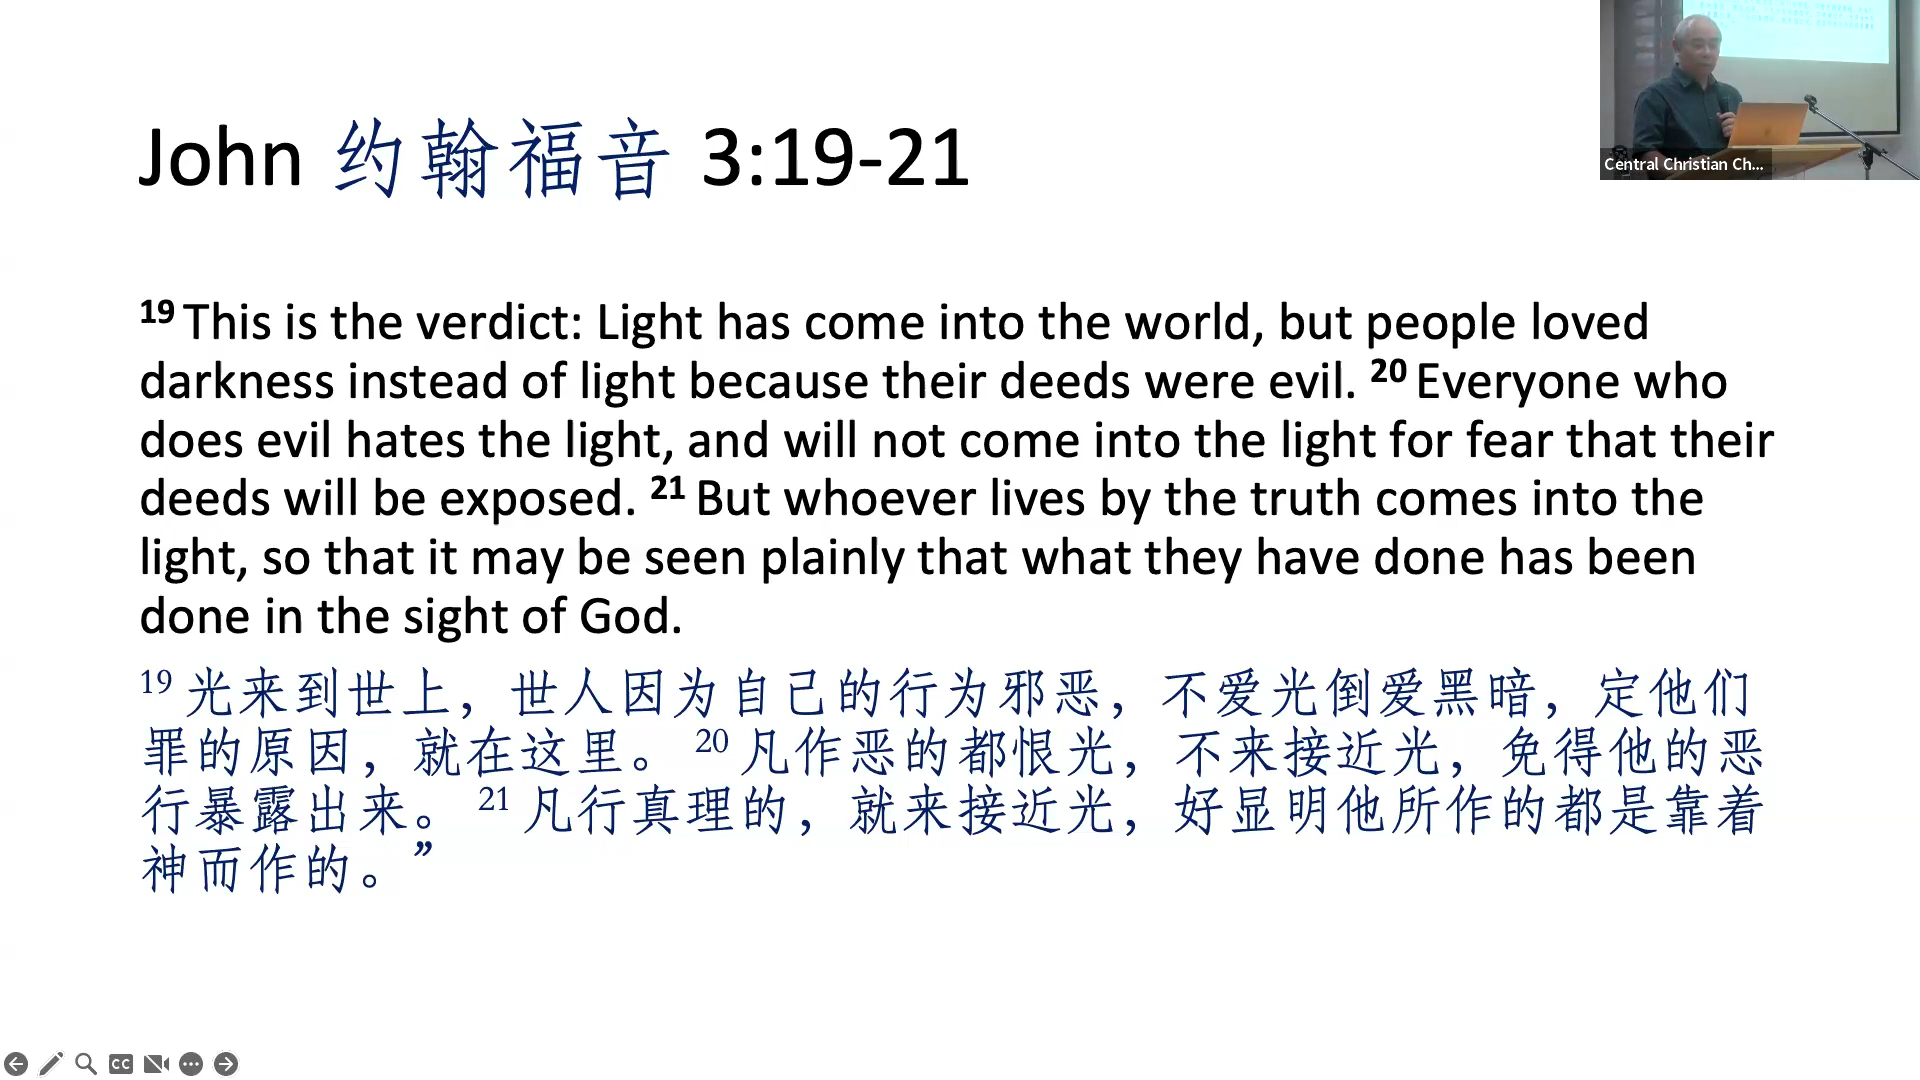 John 约翰福音 3:19-21
Central Christian Ch...
19 This is the verdict: Light has come into the world, but people loved
darkness instead of light because their deeds were evil. 20 Everyone who
does evil hates the light, and will not come into the light for fear that their
deeds will be exposed. 21 But whoever lives by the truth comes into the
light, so that it may be seen plainly that what they have done has been
done in the sight of God.
19 光来到世上，世人因为自己的行为邪恶，不爱光倒爱黑暗，定他们
罪的原因，就在这里。 20 凡作恶的都恨光，不来接近光，免得他的恶
行暴露出来。 21 凡行真理的，就来接近光，好显明他所作的都是靠着
神而作的。”
CC